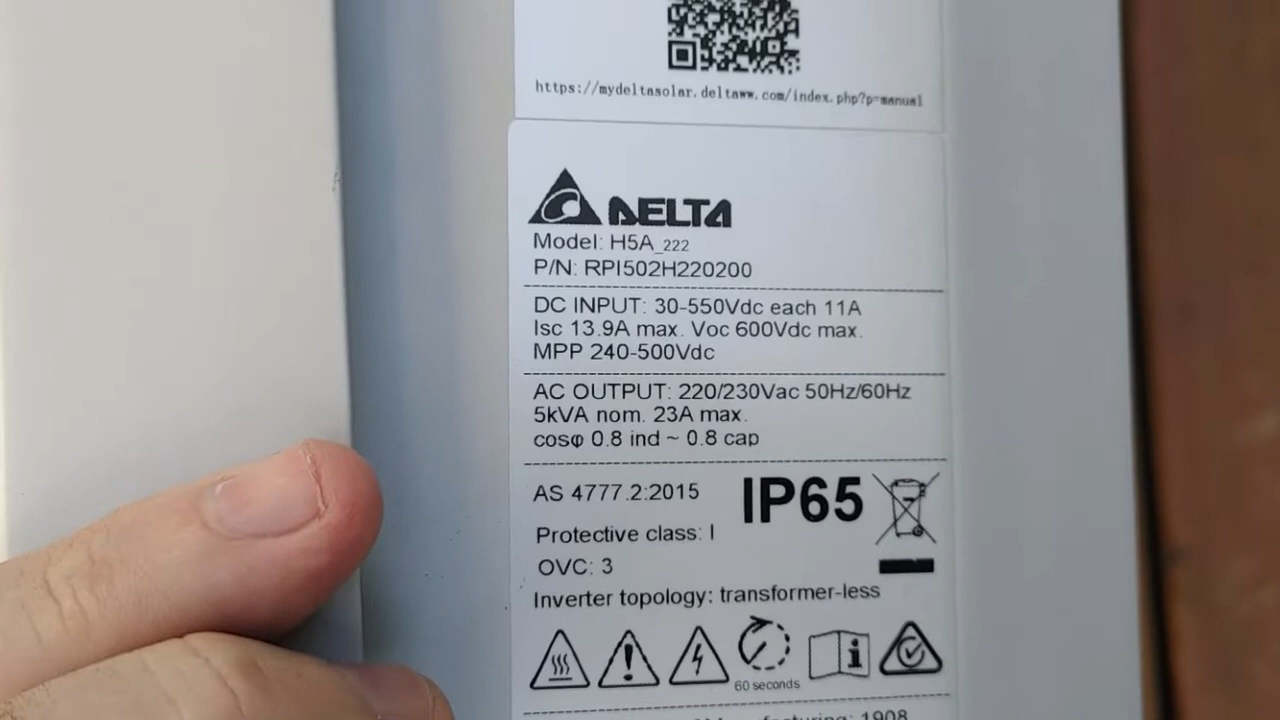 https://mydeltasolar.deltaww.com/index.php?p=manual
DELTA
Model: H5A_222
P/N: RPI502H220200
DC INPUT: 30-550Vdc each 11A
Isc 13.9A max. Voc 600Vdc max.
MPP 240-500Vdc
AC OUTPUT: 220/230Vac 50Hz/60Hz
5kVA nom. 23A max.
cosφ 0.8 ind ~ 0.8 cap
AS 4777.2:2015
IP65
Protective class: I
OVC: 3
Inverter topology: transformer-less
60 seconds
1908